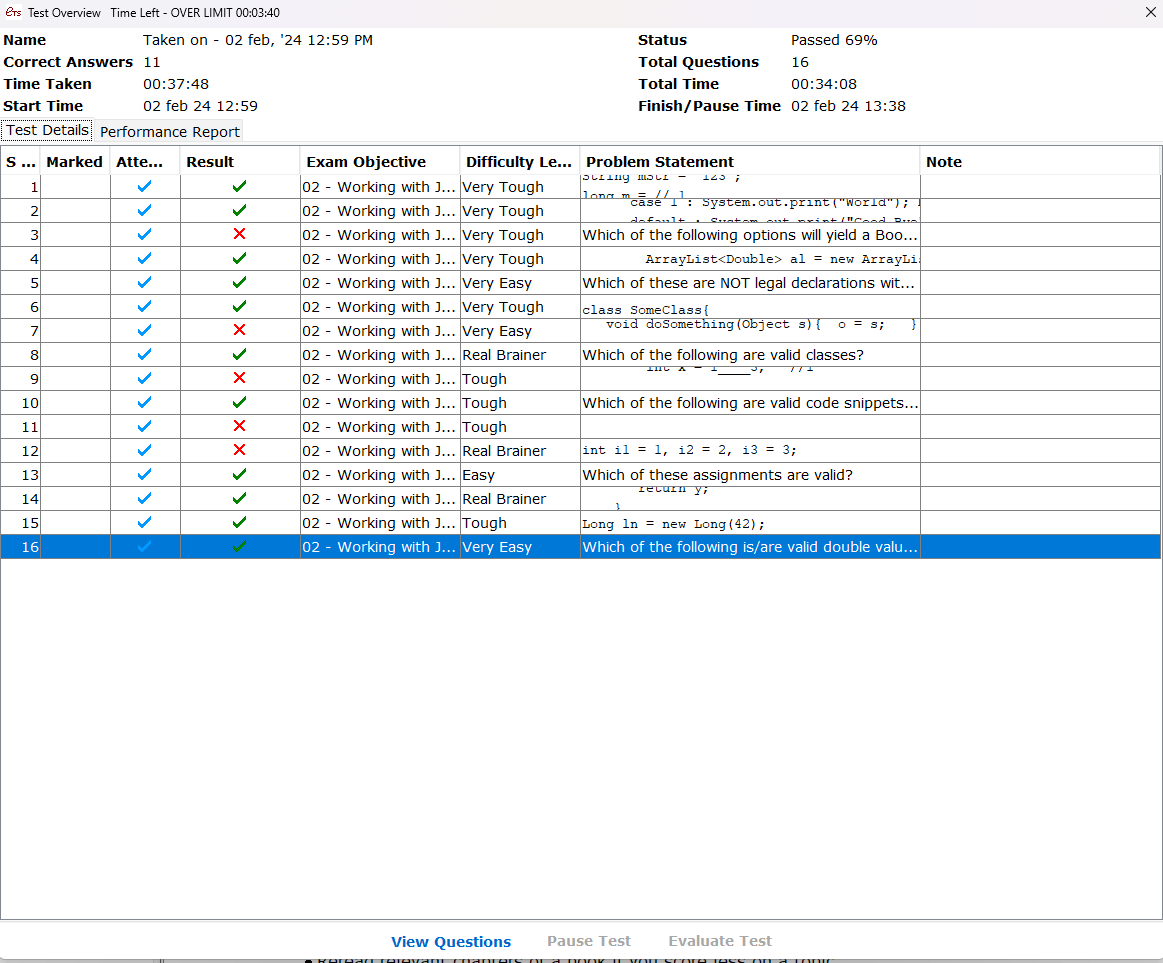 ets Test Overview Time Left - OVER LIMIT 00:03:40
Name Taken on - 02 feb, '24 12:59 PM Status Passed 69%
Correct Answers 11 Total Questions 16
Time Taken 00:37:48 Total Time 00:34:08
Start Time 02 feb 24 12:59 Finish/Pause Time 02 feb 24 13:38
Test Details Performance Report
S ... Marked Atte... Result Exam Objective Difficulty Le... Problem Statement Note
1 02 - Working with J... Very Tough String mstr = "123";
long m = // 1
2 02 - Working with J... Very Tough case 1 : System.out.print("World");
default : System.out.print("Good Bye
3 02 - Working with J... Very Tough Which of the following options will yield a Boo...
4 02 - Working with J... Very Tough ArrayList<Double> al = new ArrayLi
5 02 - Working with J... Very Easy Which of these are NOT legal declarations wit...
6 02 - Working with J... Very Tough class SomeClass{
7 02 - Working with J... Very Easy void doSomething(Object s){ o = s; }
8 02 - Working with J... Real Brainer Which of the following are valid classes?
9 02 - Working with J... Tough int x = 1____3; //1
10 02 - Working with J... Tough Which of the following are valid code snippets...
11 02 - Working with J... Tough
12 02 - Working with J... Real Brainer int i1 = 1, i2 = 2, i3 = 3;
13 02 - Working with J... Easy Which of these assignments are valid?
14 02 - Working with J... Real Brainer return y;
}
15 02 - Working with J... Tough Long ln = new Long(42);
16 02 - Working with J... Very Easy Which of the following is/are valid double valu...
View Questions Pause Test Evaluate Test
• Reread relevant chapters of a book if you score less on a topic